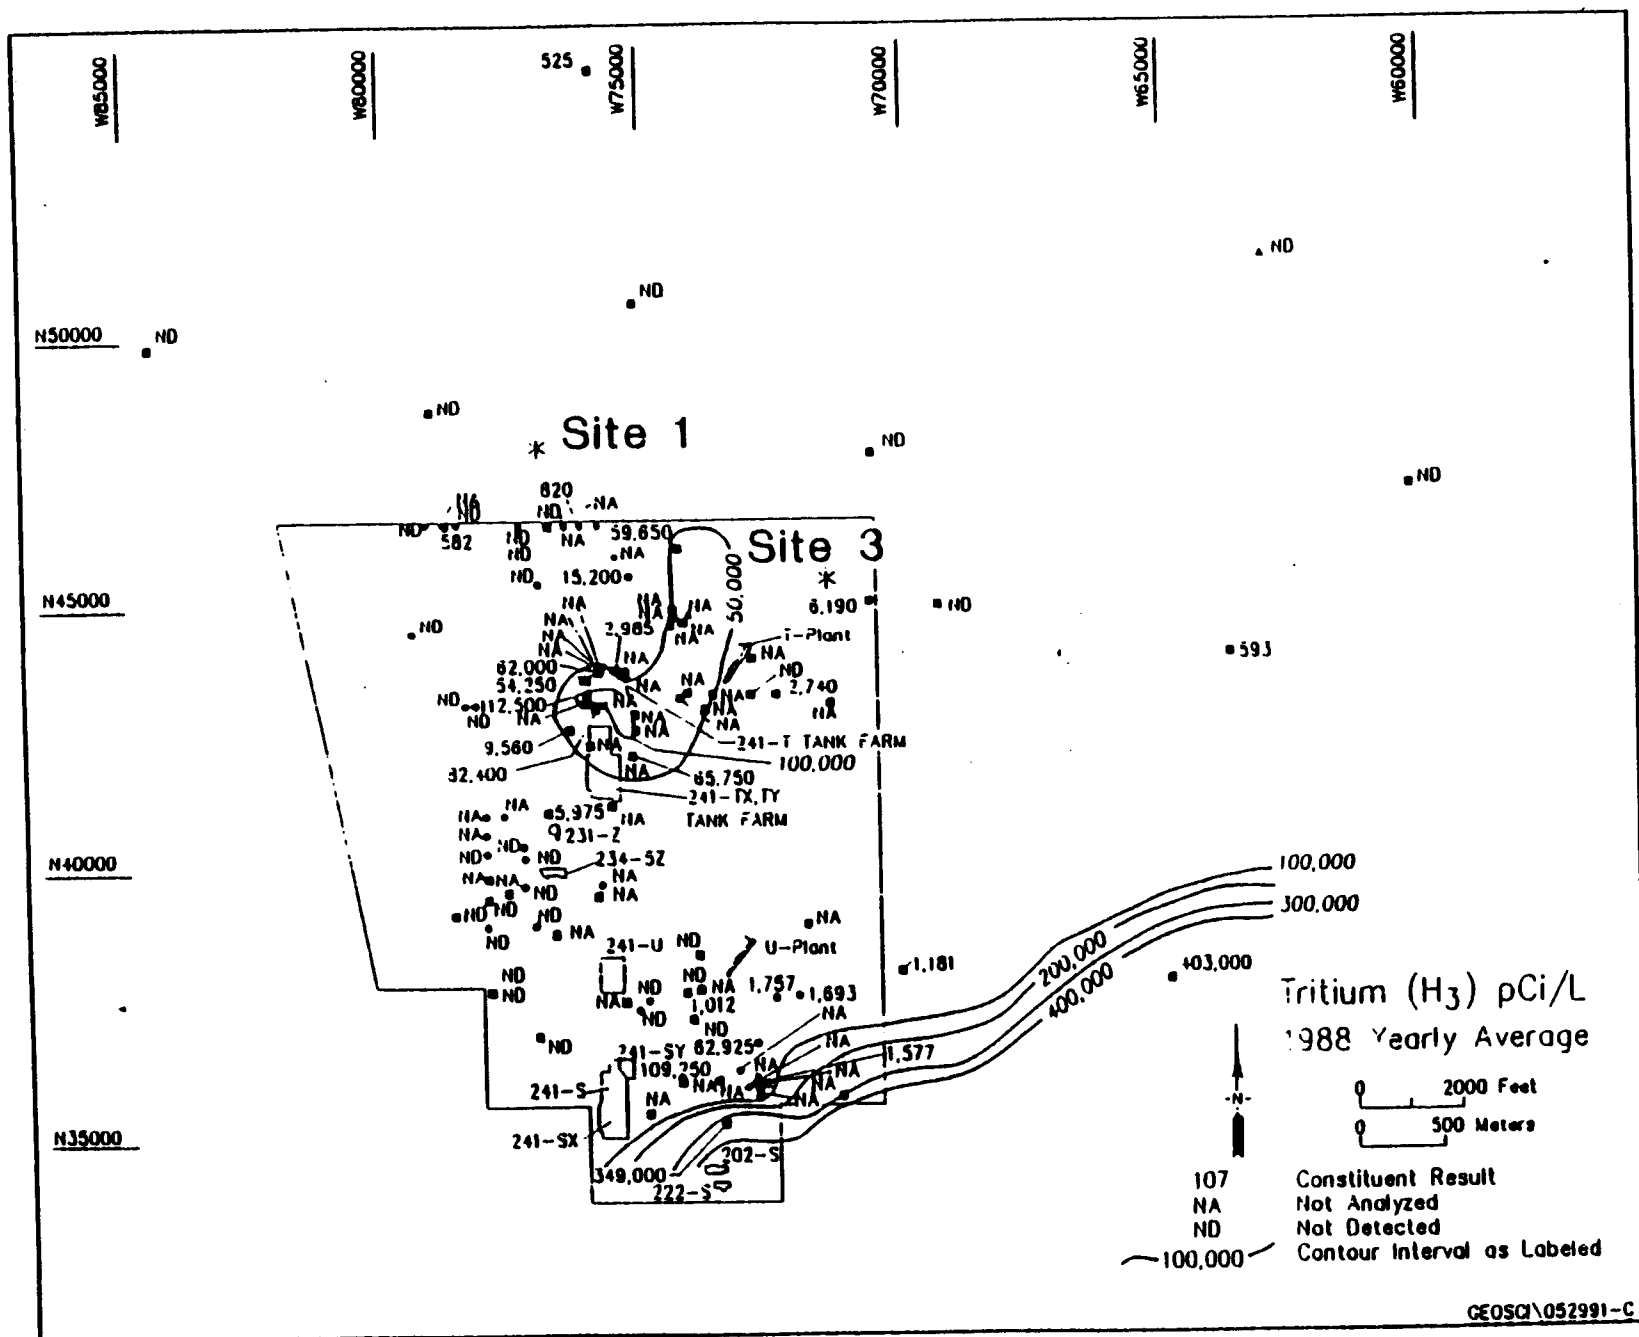 W85000
W80000
525
W75000
W70000
W65000
W60000
ND
ND
N50000
ND
ND
Site 1
ND
ND
820
NA
ND
ND
ND
582
ND
ND
NA
59,650
NA
Site 3
ND
15,200
50,000
N45000
NA
NA
NA
NA
6,190
ND
NA
NA
NA
NA
ND
2,985
T-Plant
NA
NA
593
NA
NA
ND
62,000
54,250
NA
NA
2,740
ND
112,500
NA
NA
NA
ND
NA
NA
NA
NA
9,560
NA
241-T TANK FARM
100,000
NA
65,750
241-TX,TY
TANK FARM
NA
NA
5,975
NA
NA
231-Z
ND
ND
ND
234-5Z
N40000
NA
NA
ND
NA
NA
ND
ND
ND
ND
NA
NA
100,000
300,000
200,000
400,000
241-U
ND
U-Plant
1,181
403,000
ND
ND
ND
NA
1,757
1,693
NA
ND
NA
1,012
ND
ND
ND
241-SY
62,925
NA
1,577
109,250
NA
NA
NA
NA
NA
NA
NA
241-S
241-SX
N35000
349,000
202-S
222-S
Tritium (H3) pCi/L
1988 Yearly Average
-N-
0 2000 Feet
0 500 Meters
107 Constituent Result
NA Not Analyzed
ND Not Detected
100,000 Contour Interval as Labeled
GEOSCI\052991-C